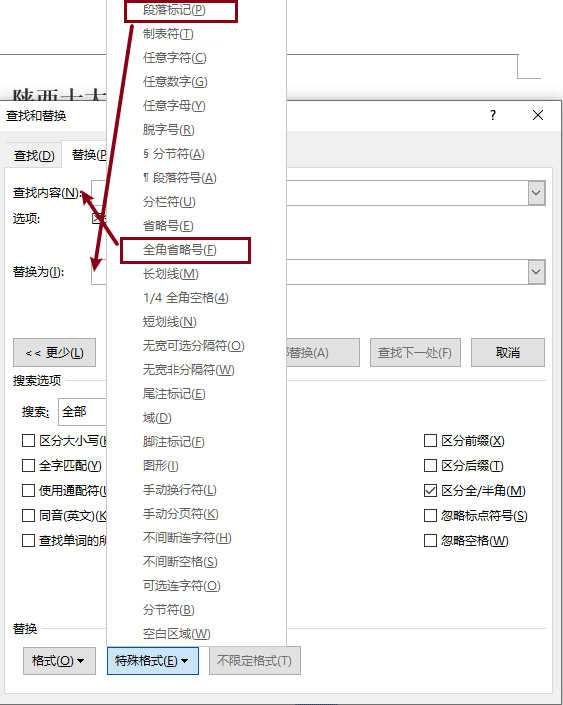 段落标记(P)
制表符(T)
任意字符(C)
任意数字(G)
任意字母(Y)
脱字号(R)
§ 分节符(A)
¶ 段落符号(A)
分栏符(U)
省略号(E)
全角省略号(F)
长划线(M)
1/4 全角空格(4)
短划线(N)
无宽可选分隔符(O)
无宽非分隔符(W)
尾注标记(E)
域(D)
脚注标记(F)
图形(I)
手动换行符(L)
手动分页符(K)
不间断连字符(H)
不间断空格(S)
可选连字符(O)
分节符(B)
空白区域(W)
陕西十大
查找和替换
? ×
查找(D) 替换(P
查找内容(N):
选项: 区
替换为(I):
<< 更少(L) 替换(A) 查找下一处(F) 取消
搜索选项
搜索: 全部
区分大小写(H 区分前缀(X)
全字匹配(Y) 区分后缀(T)
使用通配符(U 区分全/半角(M)
同音(英文)(K 忽略标点符号(S)
查找单词的所 忽略空格(W)
替换
格式(O) 特殊格式(E) 不限定格式(T)